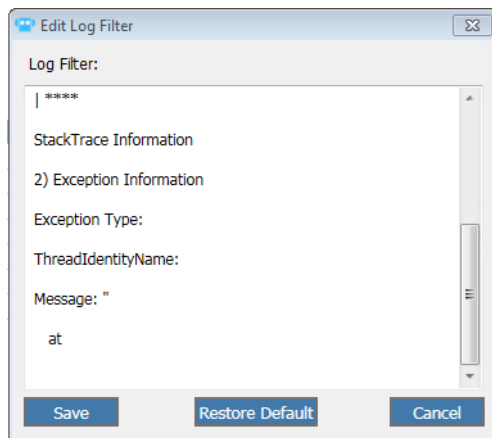 Edit Log Filter
Log Filter:
| ****
StackTrace Information
2) Exception Information
Exception Type:
ThreadIdentityName:
Message: "
at
Save
Restore Default
Cancel